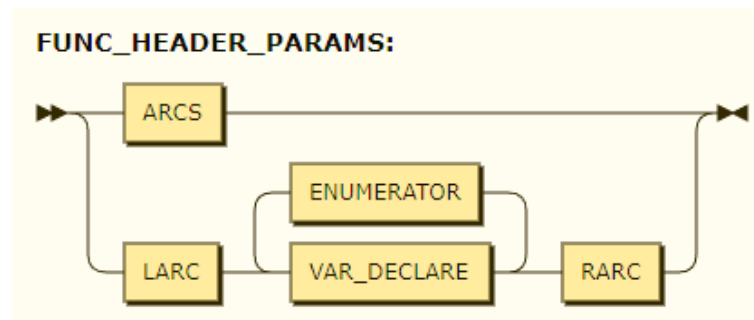 FUNC_HEADER_PARAMS:
ARCS
ENUMERATOR
LARC VAR_DECLARE RARC